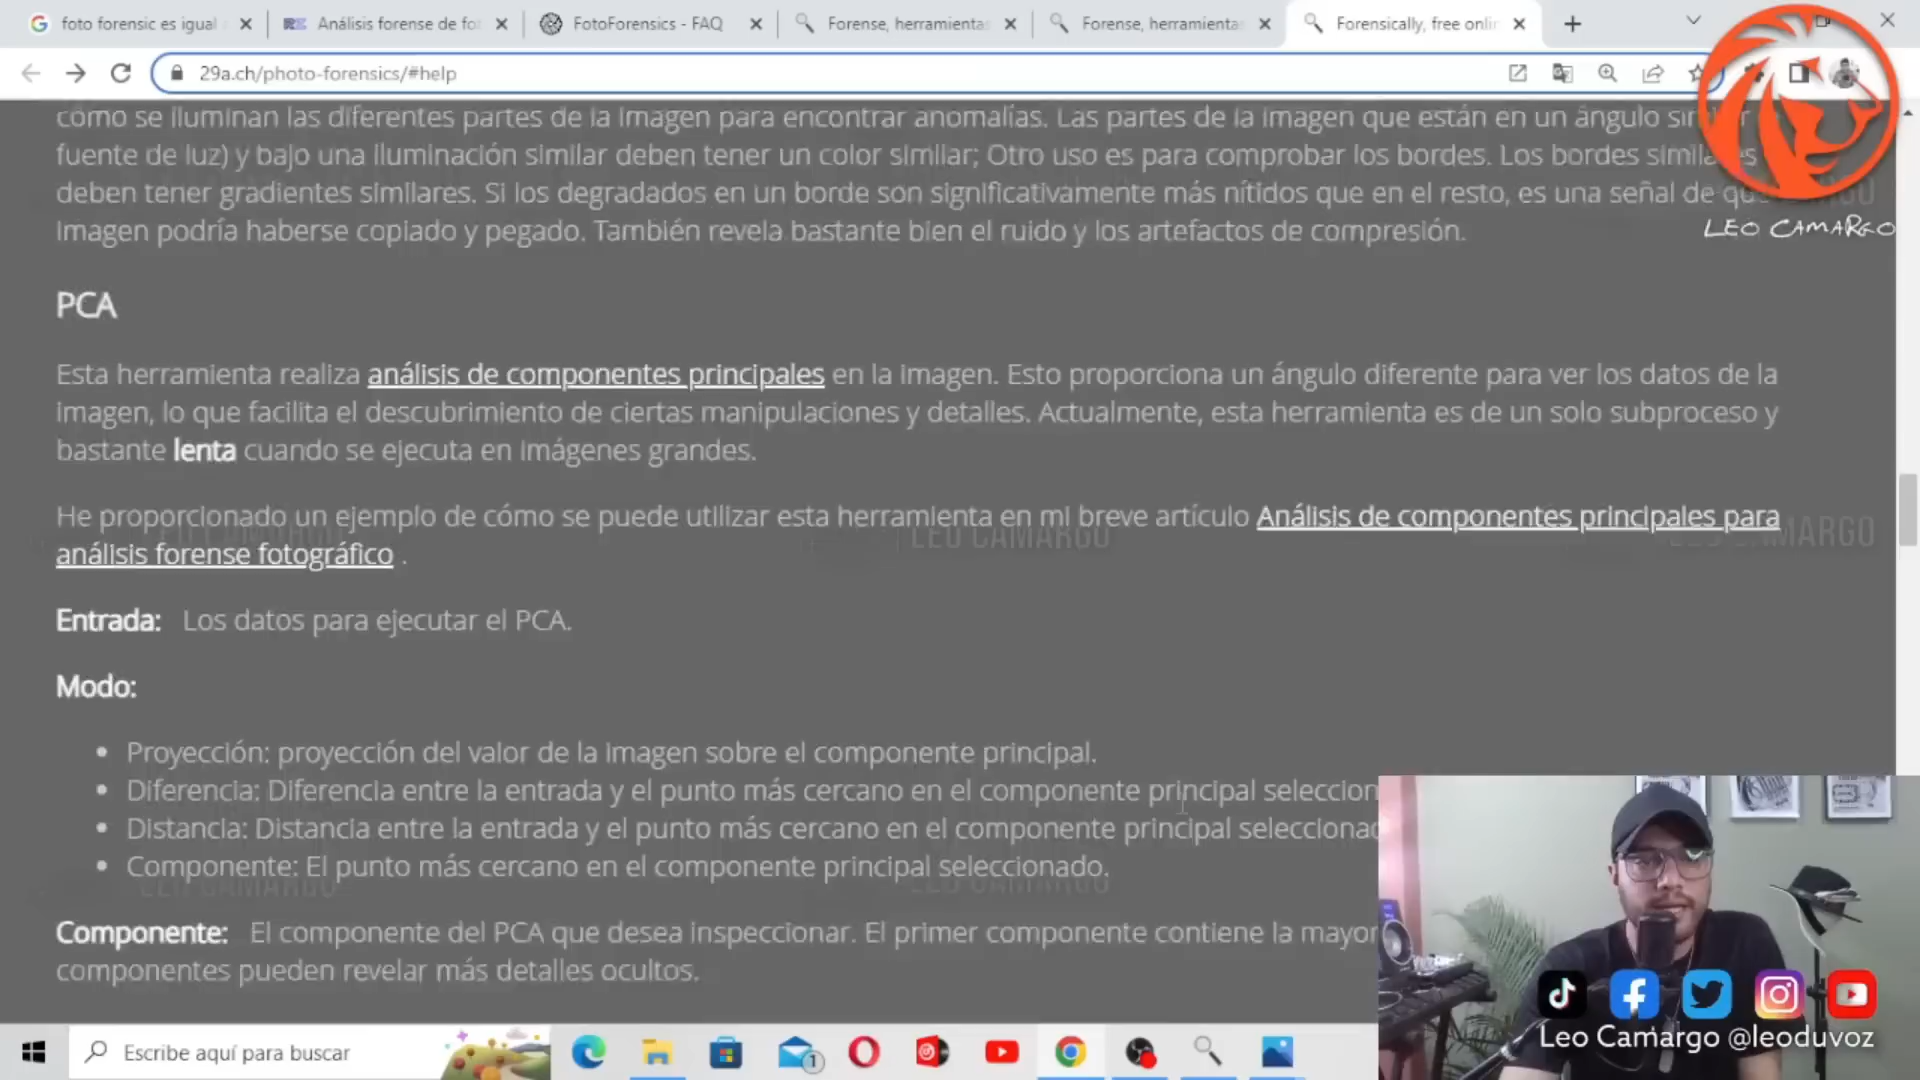 foto forensic es igual
Análisis forense de fo
FotoForensics - FAQ
Forense, herramienta
Forense, herramienta
Forensically, free onli
29a.ch/photo-forensics/#help
cómo se iluminan las diferentes partes de la imagen para encontrar anomalías. Las partes de la imagen que están en un ángulo
fuente de luz) y bajo una iluminación similar deben tener un color similar; Otro uso es para comprobar los bordes. Los bordes similares
deben tener gradientes similares. Si los degradados en un borde son significativamente más nítidos que en el resto, es una señal de
imagen podría haberse copiado y pegado. También revela bastante bien el ruido y los artefactos de compresión.
LEO CAMARGO
PCA
Esta herramienta realiza análisis de componentes principales en la imagen. Esto proporciona un ángulo diferente para ver los datos de la
imagen, lo que facilita el descubrimiento de ciertas manipulaciones y detalles. Actualmente, esta herramienta es de un solo subproceso y
bastante lenta cuando se ejecuta en imágenes grandes.
He proporcionado un ejemplo de cómo se puede utilizar esta herramienta en mi breve artículo Análisis de componentes principales para
análisis forense fotográfico .
LEO CAMARGO
Entrada: Los datos para ejecutar el PCA.
Modo:
• Proyección: proyección del valor de la imagen sobre el componente principal.
• Diferencia: Diferencia entre la entrada y el punto más cercano en el componente principal seleccion
• Distancia: Distancia entre la entrada y el punto más cercano en el componente principal seleccionad
• Componente: El punto más cercano en el componente principal seleccionado.
LEO CAMARGO LEO CAMARGO
Componente: El componente del PCA que desea inspeccionar. El primer componente contiene la mayor
componentes pueden revelar más detalles ocultos.
Leo Camargo @leoduvoz
Escribe aquí para buscar
1